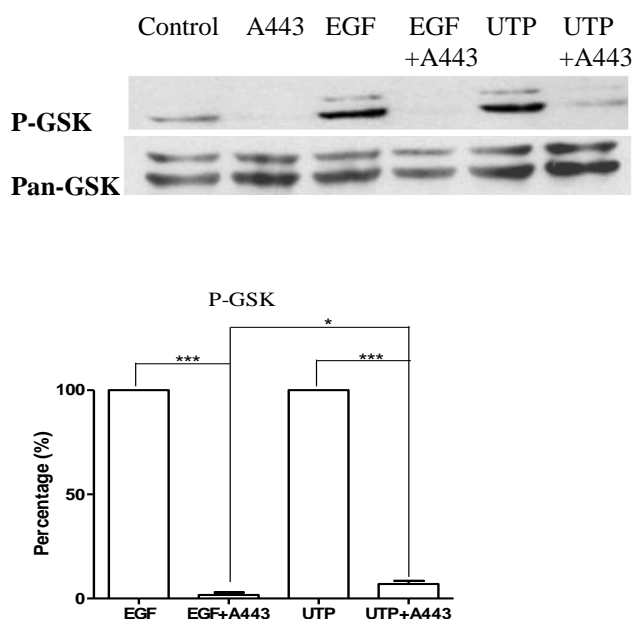 Control A443 EGF EGF UTP UTP
+A443 +A443
P-GSK
Pan-GSK
P-GSK
*
*** ***
100
50
0
Percentage (%)
EGF EGF+A443 UTP UTP+A443